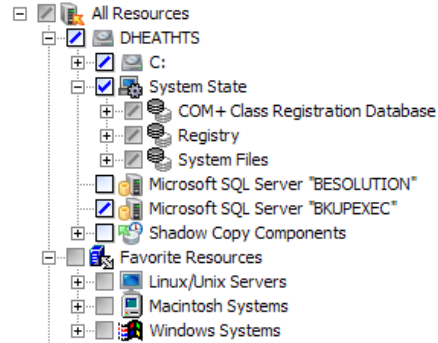 All Resources
DHEATHTS
C:
System State
COM+ Class Registration Database
Registry
System Files
Microsoft SQL Server "BESOLUTION"
Microsoft SQL Server "BKUPEXEC"
Shadow Copy Components
Favorite Resources
Linux/Unix Servers
Macintosh Systems
Windows Systems